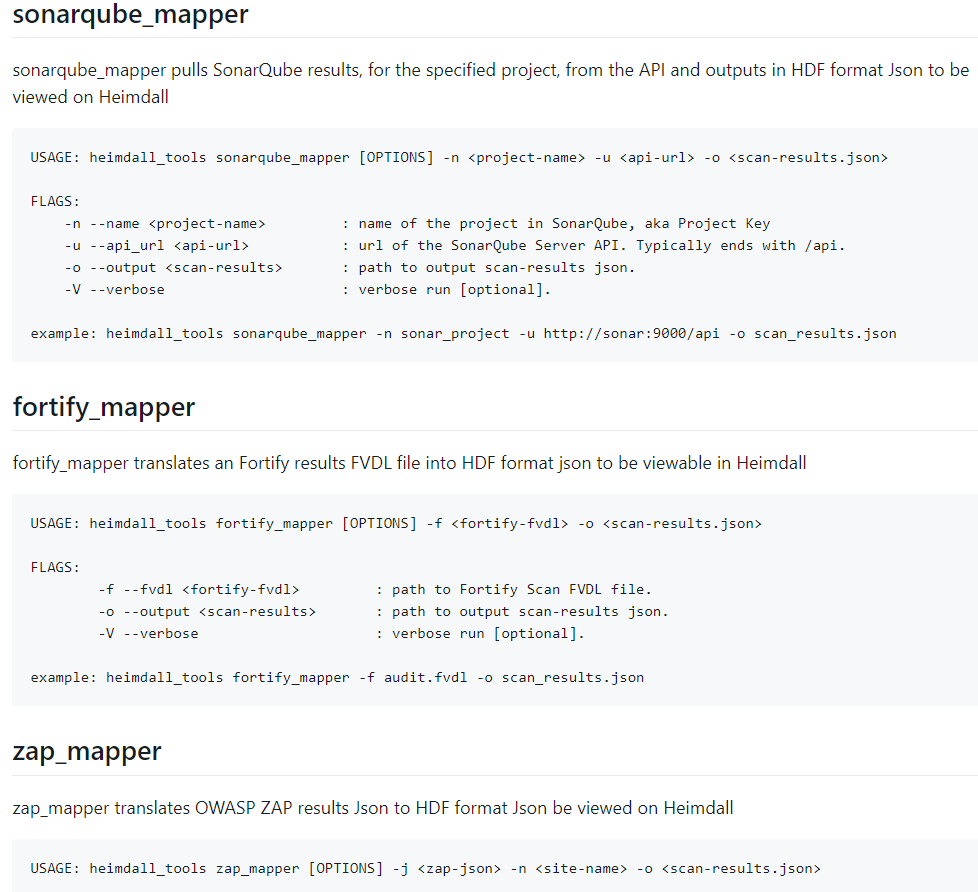 sonarqube_mapper
sonarqube_mapper pulls SonarQube results, for the specified project, from the API and outputs in HDF format Json to be
viewed on Heimdall
USAGE: heimdall_tools sonarqube_mapper [OPTIONS] -n <project-name> -u <api-url> -o <scan-results.json>
FLAGS:
-n --name <project-name> : name of the project in SonarQube, aka Project Key
-u --api_url <api-url> : url of the SonarQube Server API. Typically ends with /api.
-o --output <scan-results> : path to output scan-results json.
-V --verbose : verbose run [optional].
example: heimdall_tools sonarqube_mapper -n sonar_project -u http://sonar:9000/api -o scan_results.json
fortify_mapper
fortify_mapper translates an Fortify results FVDL file into HDF format json to be viewable in Heimdall
USAGE: heimdall_tools fortify_mapper [OPTIONS] -f <fortify-fvdl> -o <scan-results.json>
FLAGS:
-f --fvdl <fortify-fvdl> : path to Fortify Scan FVDL file.
-o --output <scan-results> : path to output scan-results json.
-V --verbose : verbose run [optional].
example: heimdall_tools fortify_mapper -f audit.fvdl -o scan_results.json
zap_mapper
zap_mapper translates OWASP ZAP results Json to HDF format Json be viewed on Heimdall
USAGE: heimdall_tools zap_mapper [OPTIONS] -j <zap-json> -n <site-name> -o <scan-results.json>